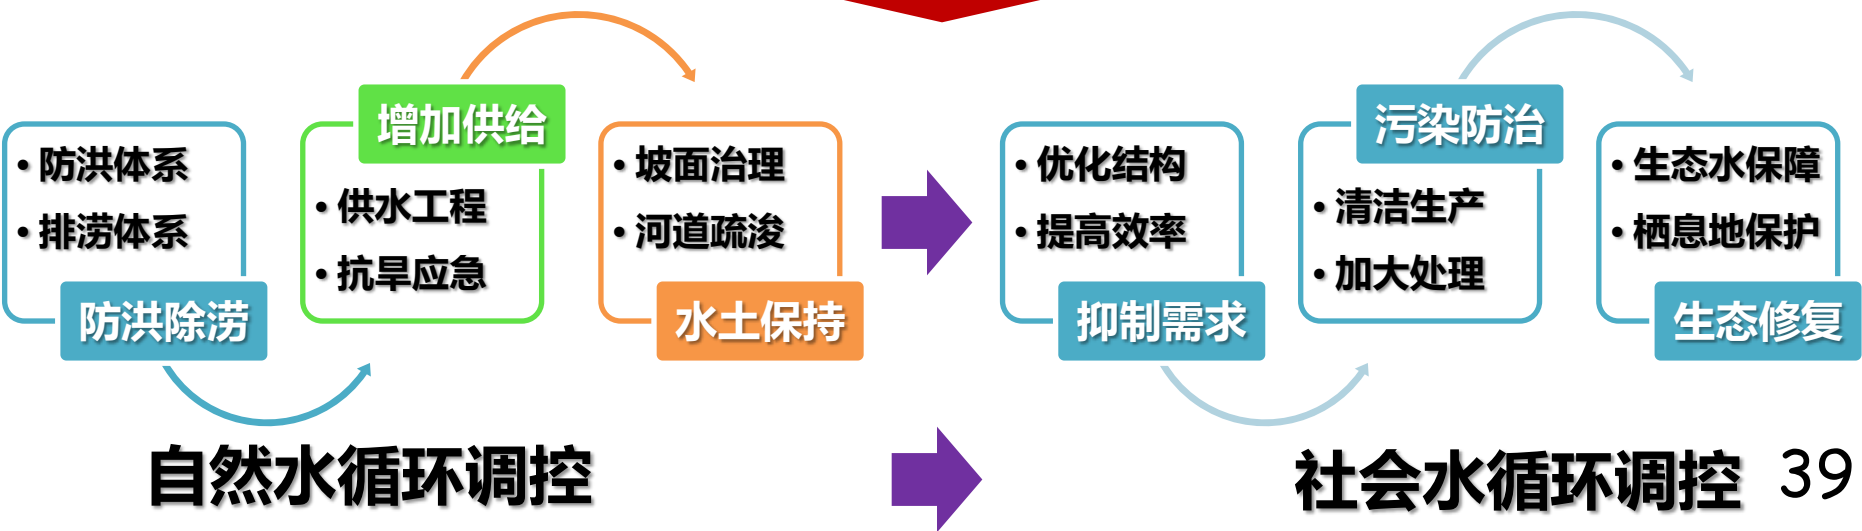 防洪体系
排涝体系
防洪除涝
增加供给
供水工程
抗旱应急
坡面治理
河道疏浚
水土保持
优化结构
提高效率
抑制需求
污染防治
清洁生产
加大处理
生态水保障
栖息地保护
生态修复
自然水循环调控
社会水循环调控
39